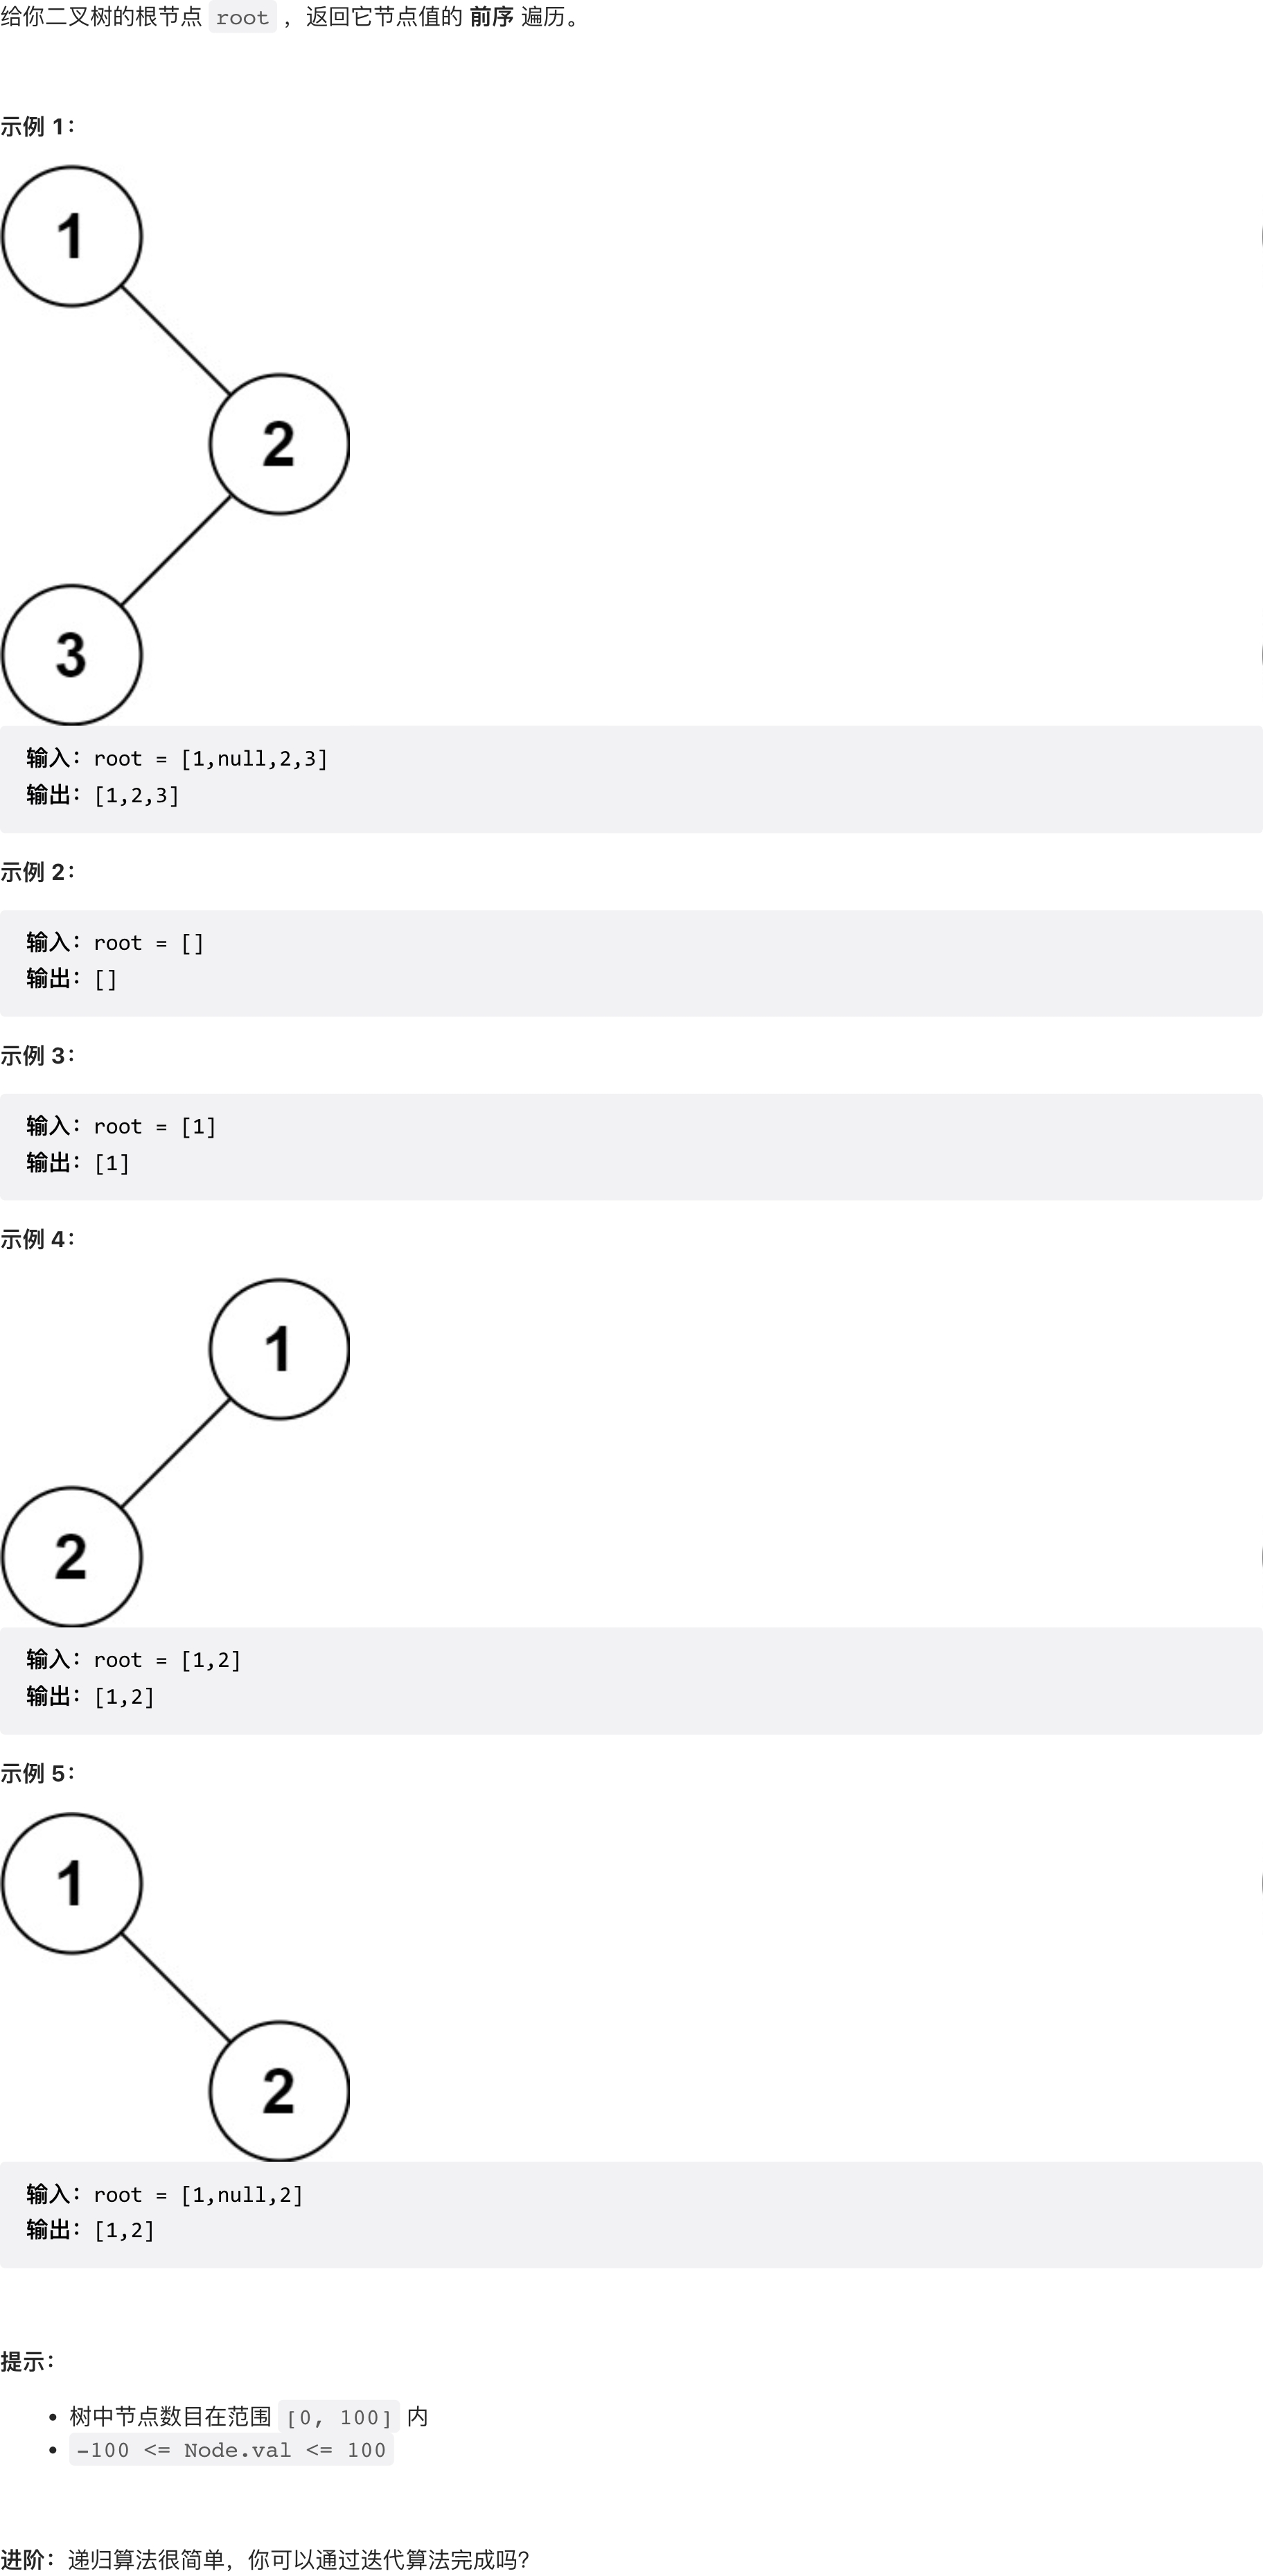 给你二叉树的根节点 root ，返回它节点值的 前序 遍历。
示例 1：
1
2
3
输入：root = [1,null,2,3]
输出：[1,2,3]
示例 2：
输入：root = []
输出：[]
示例 3：
输入：root = [1]
输出：[1]
示例 4：
1
2
输入：root = [1,2]
输出：[1,2]
示例 5：
1
2
输入：root = [1,null,2]
输出：[1,2]
提示：
• 树中节点数目在范围 [0, 100] 内
• -100 <= Node.val <= 100
进阶：递归算法很简单，你可以通过迭代算法完成吗？